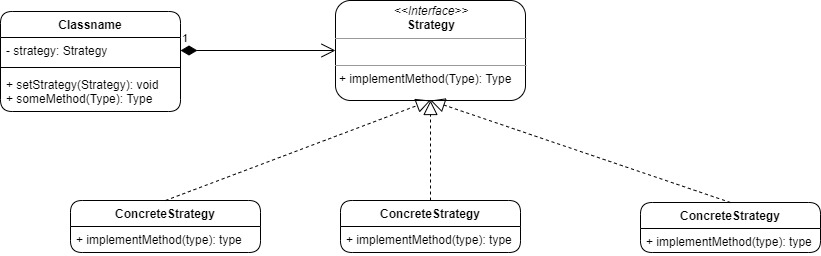 Classname
- strategy: Strategy
+ setStrategy(Strategy): void
+ someMethod(Type): Type
1
<<Interface>>
Strategy
+ implementMethod(Type): Type
ConcreteStrategy
+ implementMethod(type): type
ConcreteStrategy
+ implementMethod(type): type
ConcreteStrategy
+ implementMethod(type): type